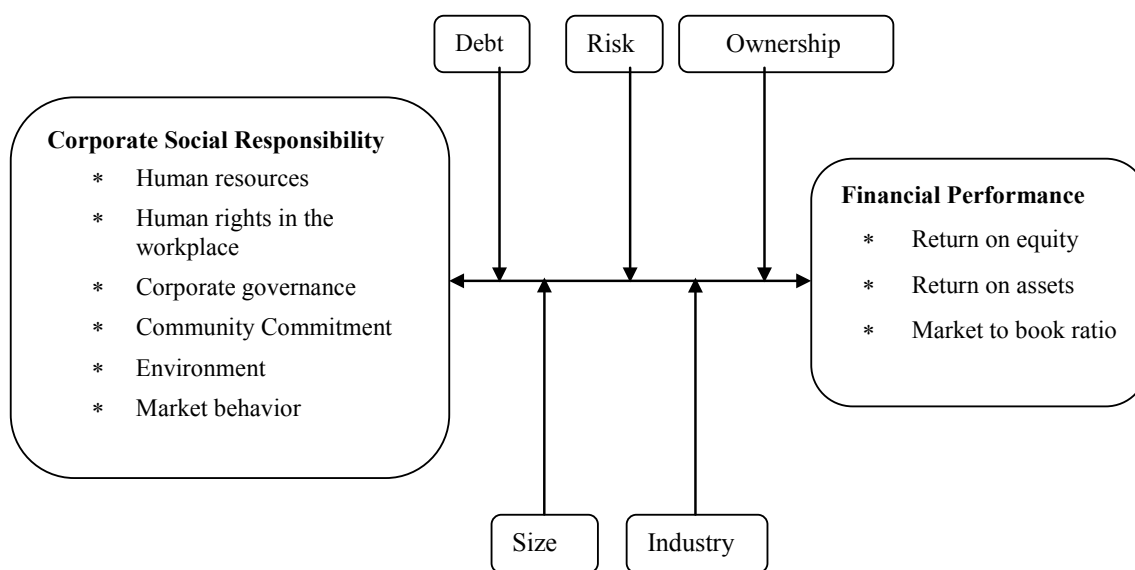 Debt
Risk
Ownership
Corporate Social Responsibility
* Human resources
* Human rights in the
workplace
* Corporate governance
* Community Commitment
* Environment
* Market behavior
Financial Performance
* Return on equity
* Return on assets
* Market to book ratio
Size
Industry